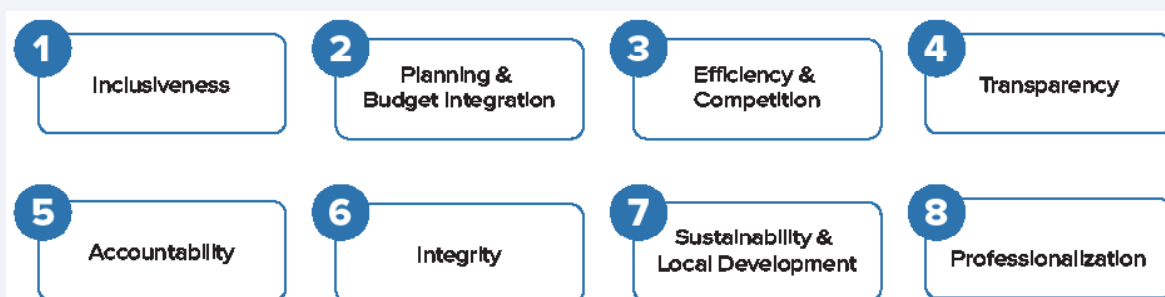 1
Inclusiveness
2
Planning &
Budget Integration
3
Efficiency &
Competition
4
Transparency
5
Accountability
6
Integrity
7
Sustainability &
Local Development
8
Professionalization